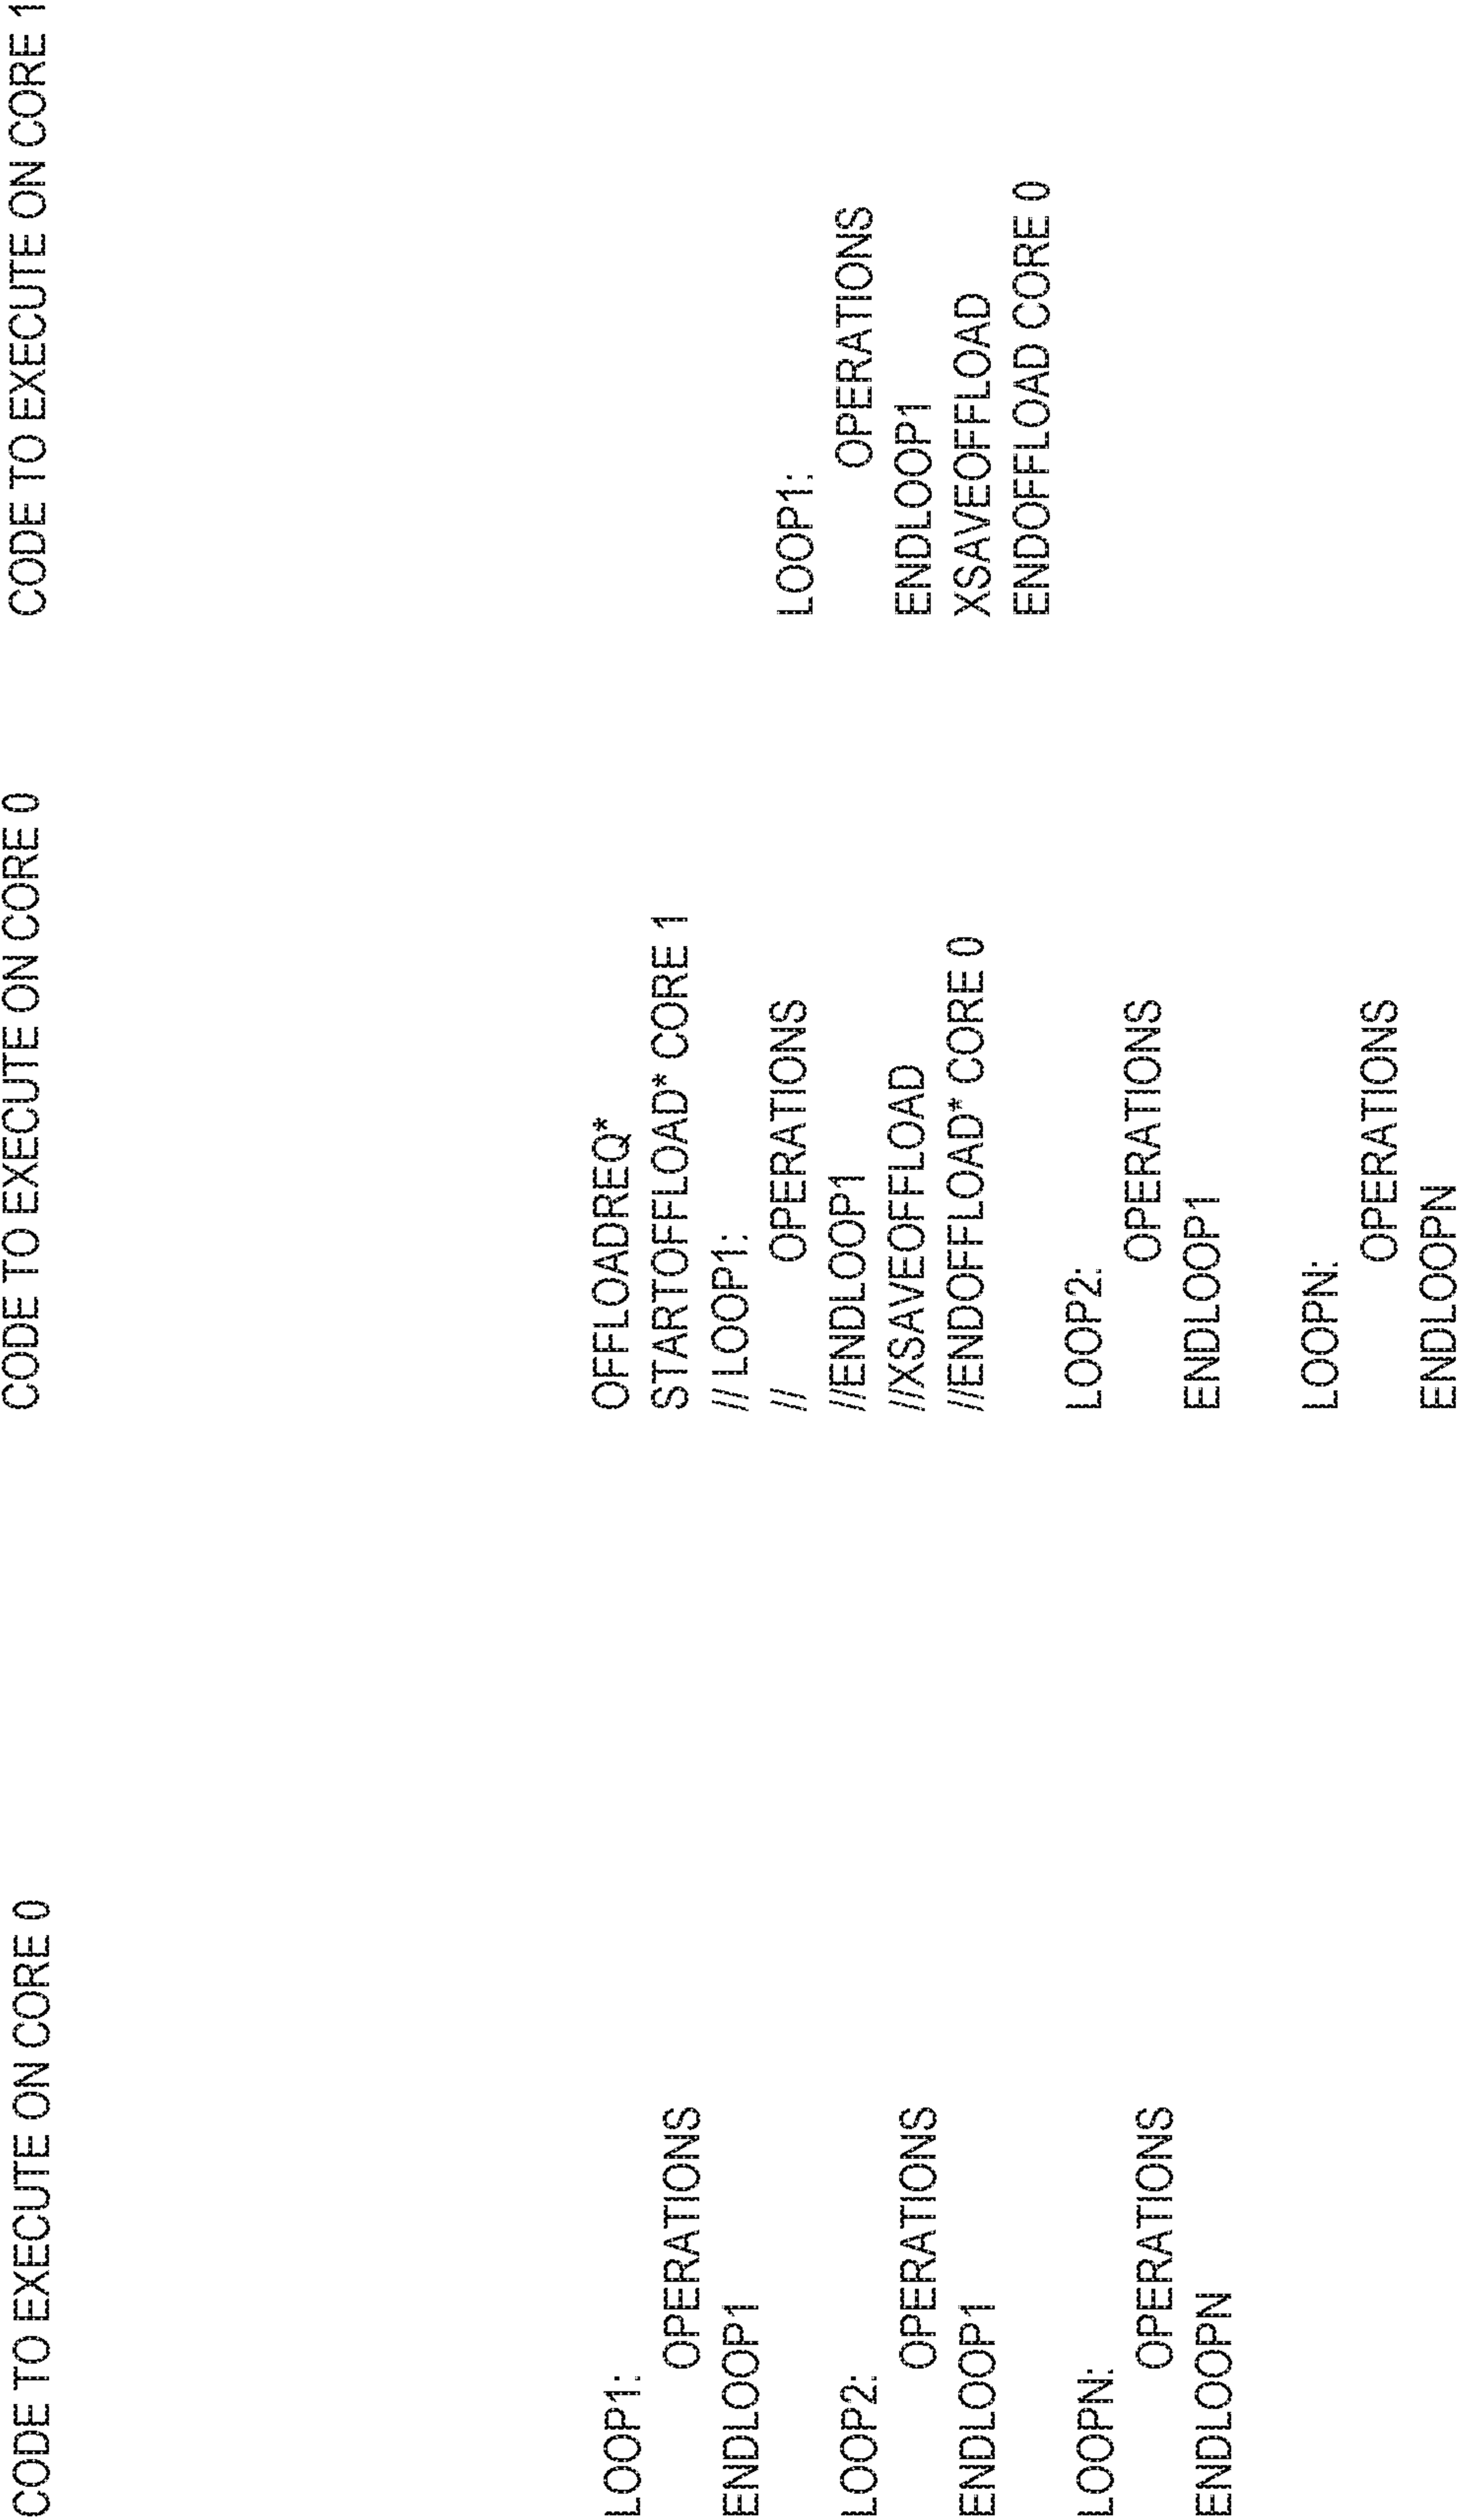 CODE TO EXECUTE ON CORE 0
LOOP1:
OPERATIONS
ENDLOOP1
LOOP2:
OPERATIONS
ENDLOOP1
LOOPN:
OPERATIONS
ENDLOOPN
CODE TO EXECUTE ON CORE 0
OFFLOADREQ*
STARTOFFLOAD* CORE 1
// LOOP1:
// OPERATIONS
//ENDLOOP1
//XSAVEOFFLOAD
//ENDOFFLOAD* CORE 0
LOOP2:
OPERATIONS
ENDLOOP1
LOOPN:
OPERATIONS
ENDLOOPN
CODE TO EXECUTE ON CORE 1
LOOP1:
OPERATIONS
ENDLOOP1
XSAVEOFFLOAD
ENDOFFLOAD CORE 0